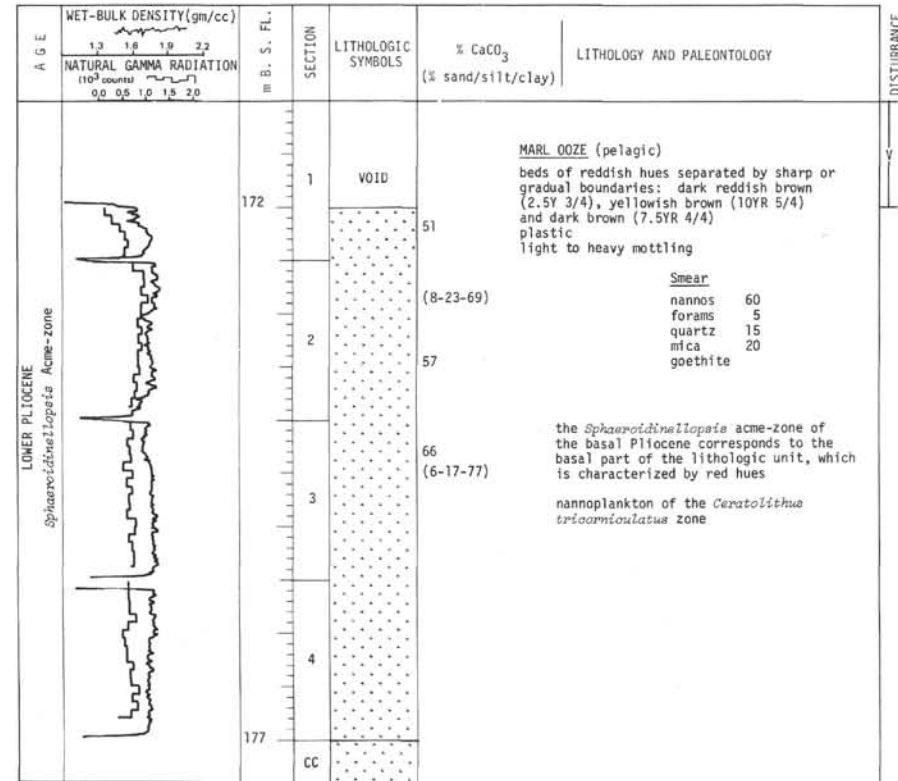 AGE
WET-BULK DENSITY(gm/cc)
1.3 1.6 1.9 2.2
NATURAL GAMMA RADIATION
(10³ counts)
0.0 0.5 1.0 1.5 2.0
m B. S. FL.
SECTION
LITHOLOGIC
SYMBOLS
% CaCO₃
(% sand/silt/clay)
LITHOLOGY AND PALEONTOLOGY
DISTURBANCE
LOWER PLIOCENE
Sphaeroidinellopsis Acme-zone
172
177
1
2
3
4
CC
VOID
51
(8-23-69)
57
66
(6-17-77)
MARL OOZE (pelagic)
beds of reddish hues separated by sharp or
gradual boundaries: dark reddish brown
(2.5Y 3/4), yellowish brown (10YR 5/4)
and dark brown (7.5YR 4/4)
plastic
light to heavy mottling
Smear
nannos 60
forams 5
quartz 15
mica 20
goethite
the Sphaeroidinellopsis acme-zone of
the basal Pliocene corresponds to the
basal part of the lithologic unit, which
is characterized by red hues
nannoplankton of the Ceratolithus
tricorniculatus zone
V